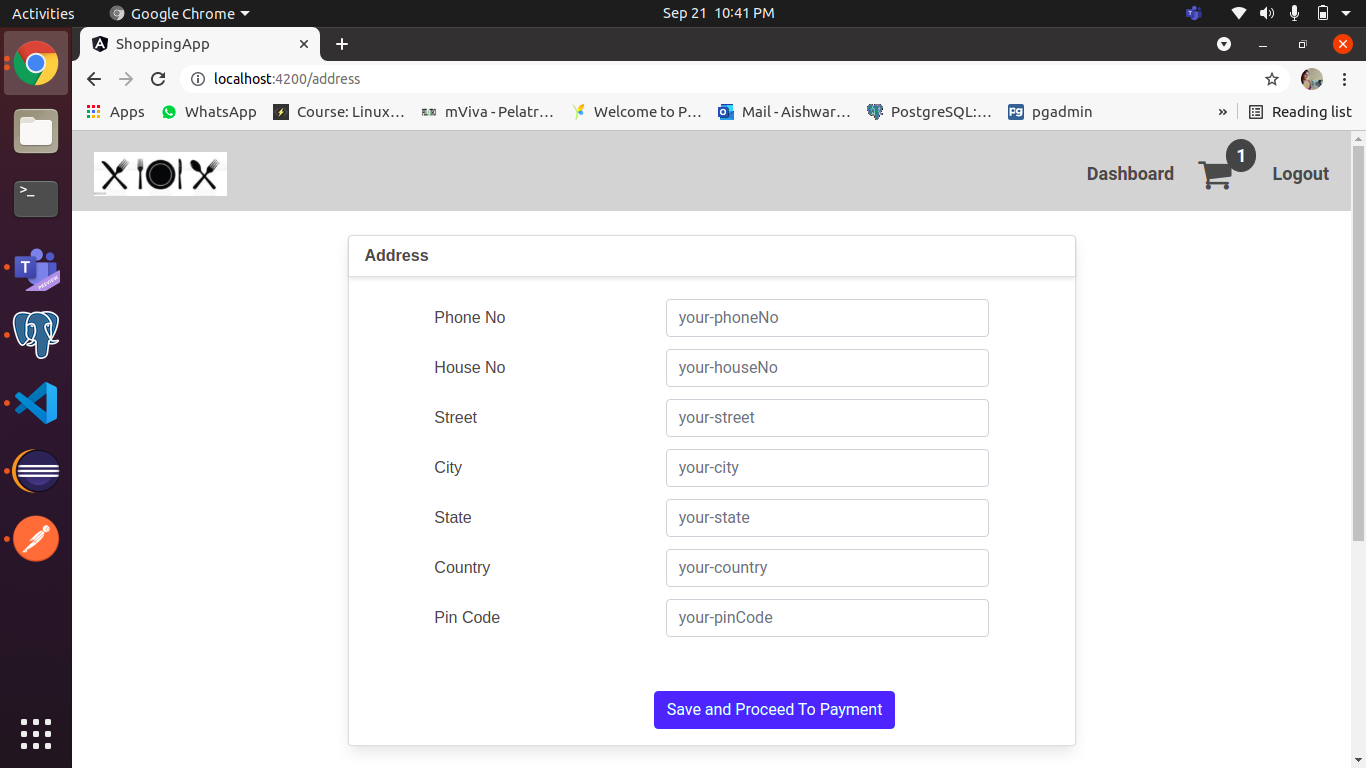 Activities Google Chrome Sep 21 10:41 PM
ShoppingApp
localhost:4200/address
Apps WhatsApp Course: Linux… mViva - Pelatr… Welcome to P… Mail - Aishwar… PostgreSQL:… pgadmin » Reading list
Dashboard 1 Logout
Address
Phone No your-phoneNo
House No your-houseNo
Street your-street
City your-city
State your-state
Country your-country
Pin Code your-pinCode
Save and Proceed To Payment